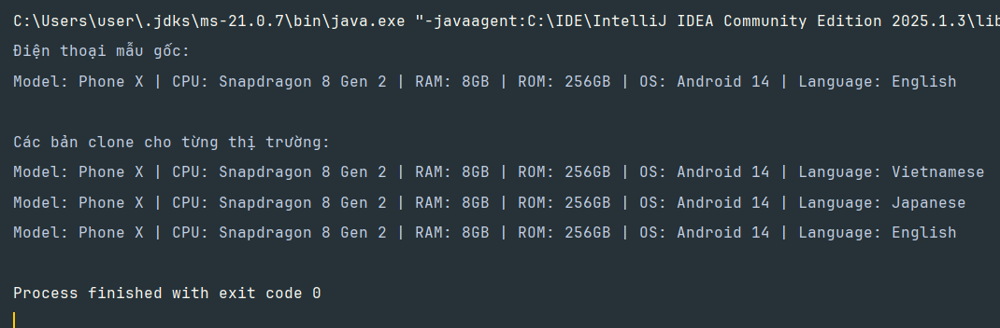 C:\Users\user\.jdks\ms-21.0.7\bin\java.exe "-javaagent:C:\IDE\IntelliJ IDEA Community Edition 2025.1.3\lib
Điện thoại mẫu gốc:
Model: Phone X | CPU: Snapdragon 8 Gen 2 | RAM: 8GB | ROM: 256GB | OS: Android 14 | Language: English
Các bản clone cho từng thị trường:
Model: Phone X | CPU: Snapdragon 8 Gen 2 | RAM: 8GB | ROM: 256GB | OS: Android 14 | Language: Vietnamese
Model: Phone X | CPU: Snapdragon 8 Gen 2 | RAM: 8GB | ROM: 256GB | OS: Android 14 | Language: Japanese
Model: Phone X | CPU: Snapdragon 8 Gen 2 | RAM: 8GB | ROM: 256GB | OS: Android 14 | Language: English
Process finished with exit code 0